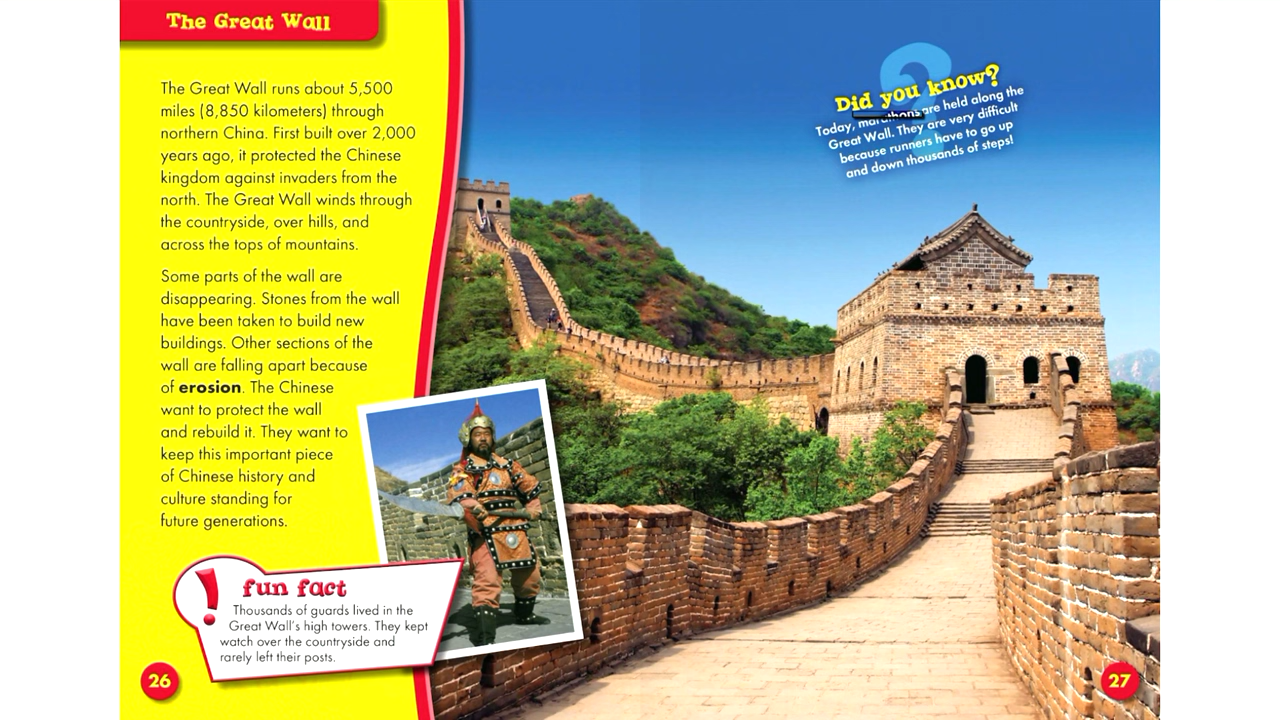 The Great Wall
The Great Wall runs about 5,500
miles (8,850 kilometers) through
northern China. First built over 2,000
years ago, it protected the Chinese
kingdom against invaders from the
north. The Great Wall winds through
the countryside, over hills, and
across the tops of mountains.
Some parts of the wall are
disappearing. Stones from the wall
have been taken to build new
buildings. Other sections of the
wall are falling apart because
of erosion. The Chinese
want to protect the wall
and rebuild it. They want to
keep this important piece
of Chinese history and
culture standing for
future generations.
! fun fact
Thousands of guards lived in the
Great Wall's high towers. They kept
watch over the countryside and
rarely left their posts.
26
?
Did you know?
Today, marathons are held along the
Great Wall. They are very difficult
because runners have to go up
and down thousands of steps!
27